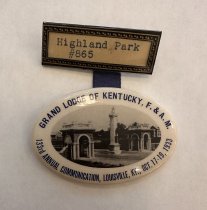 Highland Park
#865
GRAND LODGE OF KENTUCKY, F. & A. M.
133rd ANNUAL COMMUNICATION, LOUISVILLE, KY., OCT. 17-19, 1933